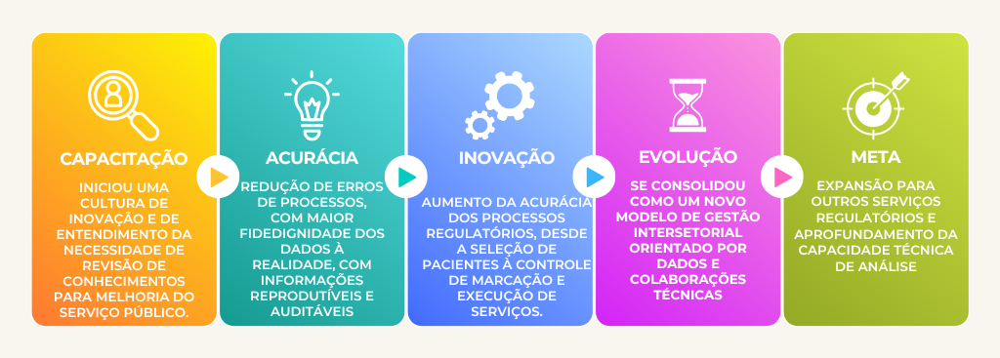 CAPACITAÇÃO
INICIOU UMA
CULTURA DE
INOVAÇÃO E DE
ENTENDIMENTO DA
NECESSIDADE DE
REVISÃO DE
CONHECIMENTOS
PARA MELHORIA DO
SERVIÇO PÚBLICO.
ACURÁCIA
REDUÇÃO DE ERROS
DE PROCESSOS,
COM MAIOR
FIDEDIGNIDADE DOS
DADOS À
REALIDADE, COM
INFORMAÇÕES
REPRODUTÍVEIS E
AUDITÁVEIS
INOVAÇÃO
AUMENTO DA ACURÁCIA
DOS PROCESSOS
REGULATÓRIOS, DESDE
A SELEÇÃO DE
PACIENTES À CONTROLE
DE MARCAÇÃO E
EXECUÇÃO DE
SERVIÇOS.
EVOLUÇÃO
SE CONSOLIDOU
COMO UM NOVO
MODELO DE GESTÃO
INTERSETORIAL
ORIENTADO POR
DADOS E
COLABORAÇÕES
TÉCNICAS
META
EXPANSÃO PARA
OUTROS SERVIÇOS
REGULATÓRIOS E
APROFUNDAMENTO DA
CAPACIDADE TÉCNICA
DE ANÁLISE